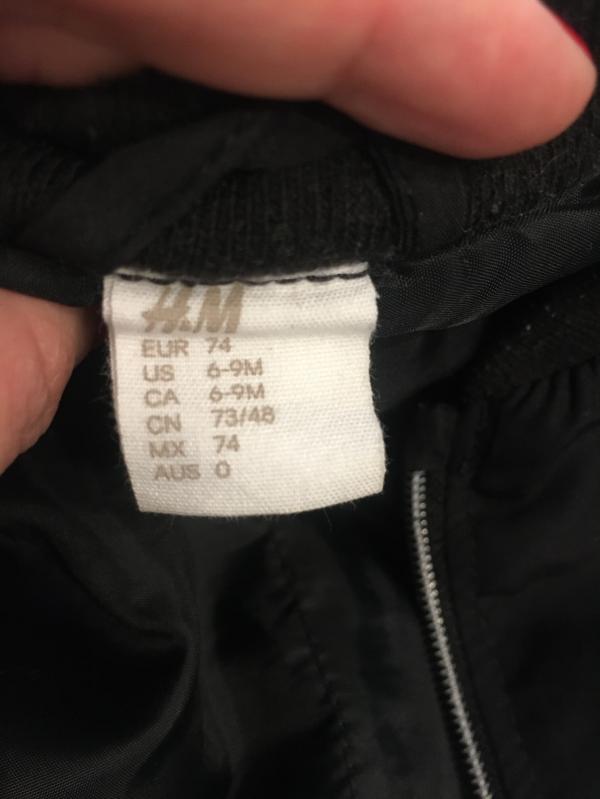 H&M
EUR 74
US 6-9M
CA 6-9M
CN 73/48
MX 74
AUS 0